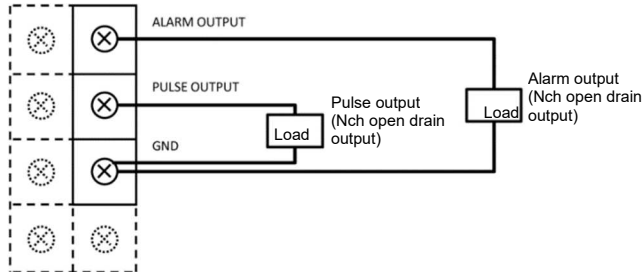 ALARM OUTPUT
PULSE OUTPUT
GND
Load
Pulse output
(Nch open drain
output)
Load
Alarm output
(Nch open drain
output)